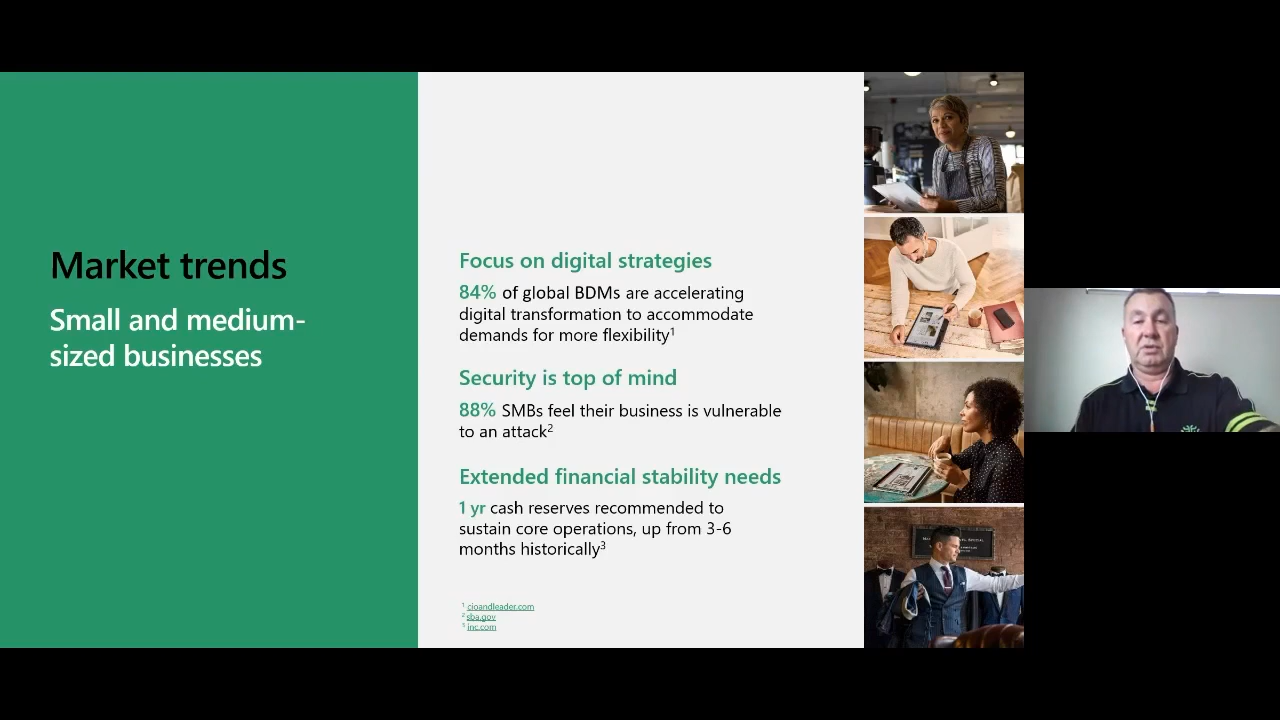 Market trends
Small and medium-
sized businesses
Focus on digital strategies
84% of global BDMs are accelerating
digital transformation to accommodate
demands for more flexibility¹
Security is top of mind
88% SMBs feel their business is vulnerable
to an attack²
Extended financial stability needs
1 yr cash reserves recommended to
sustain core operations, up from 3-6
months historically³
¹ cioandleader.com
² sba.gov
³ inc.com